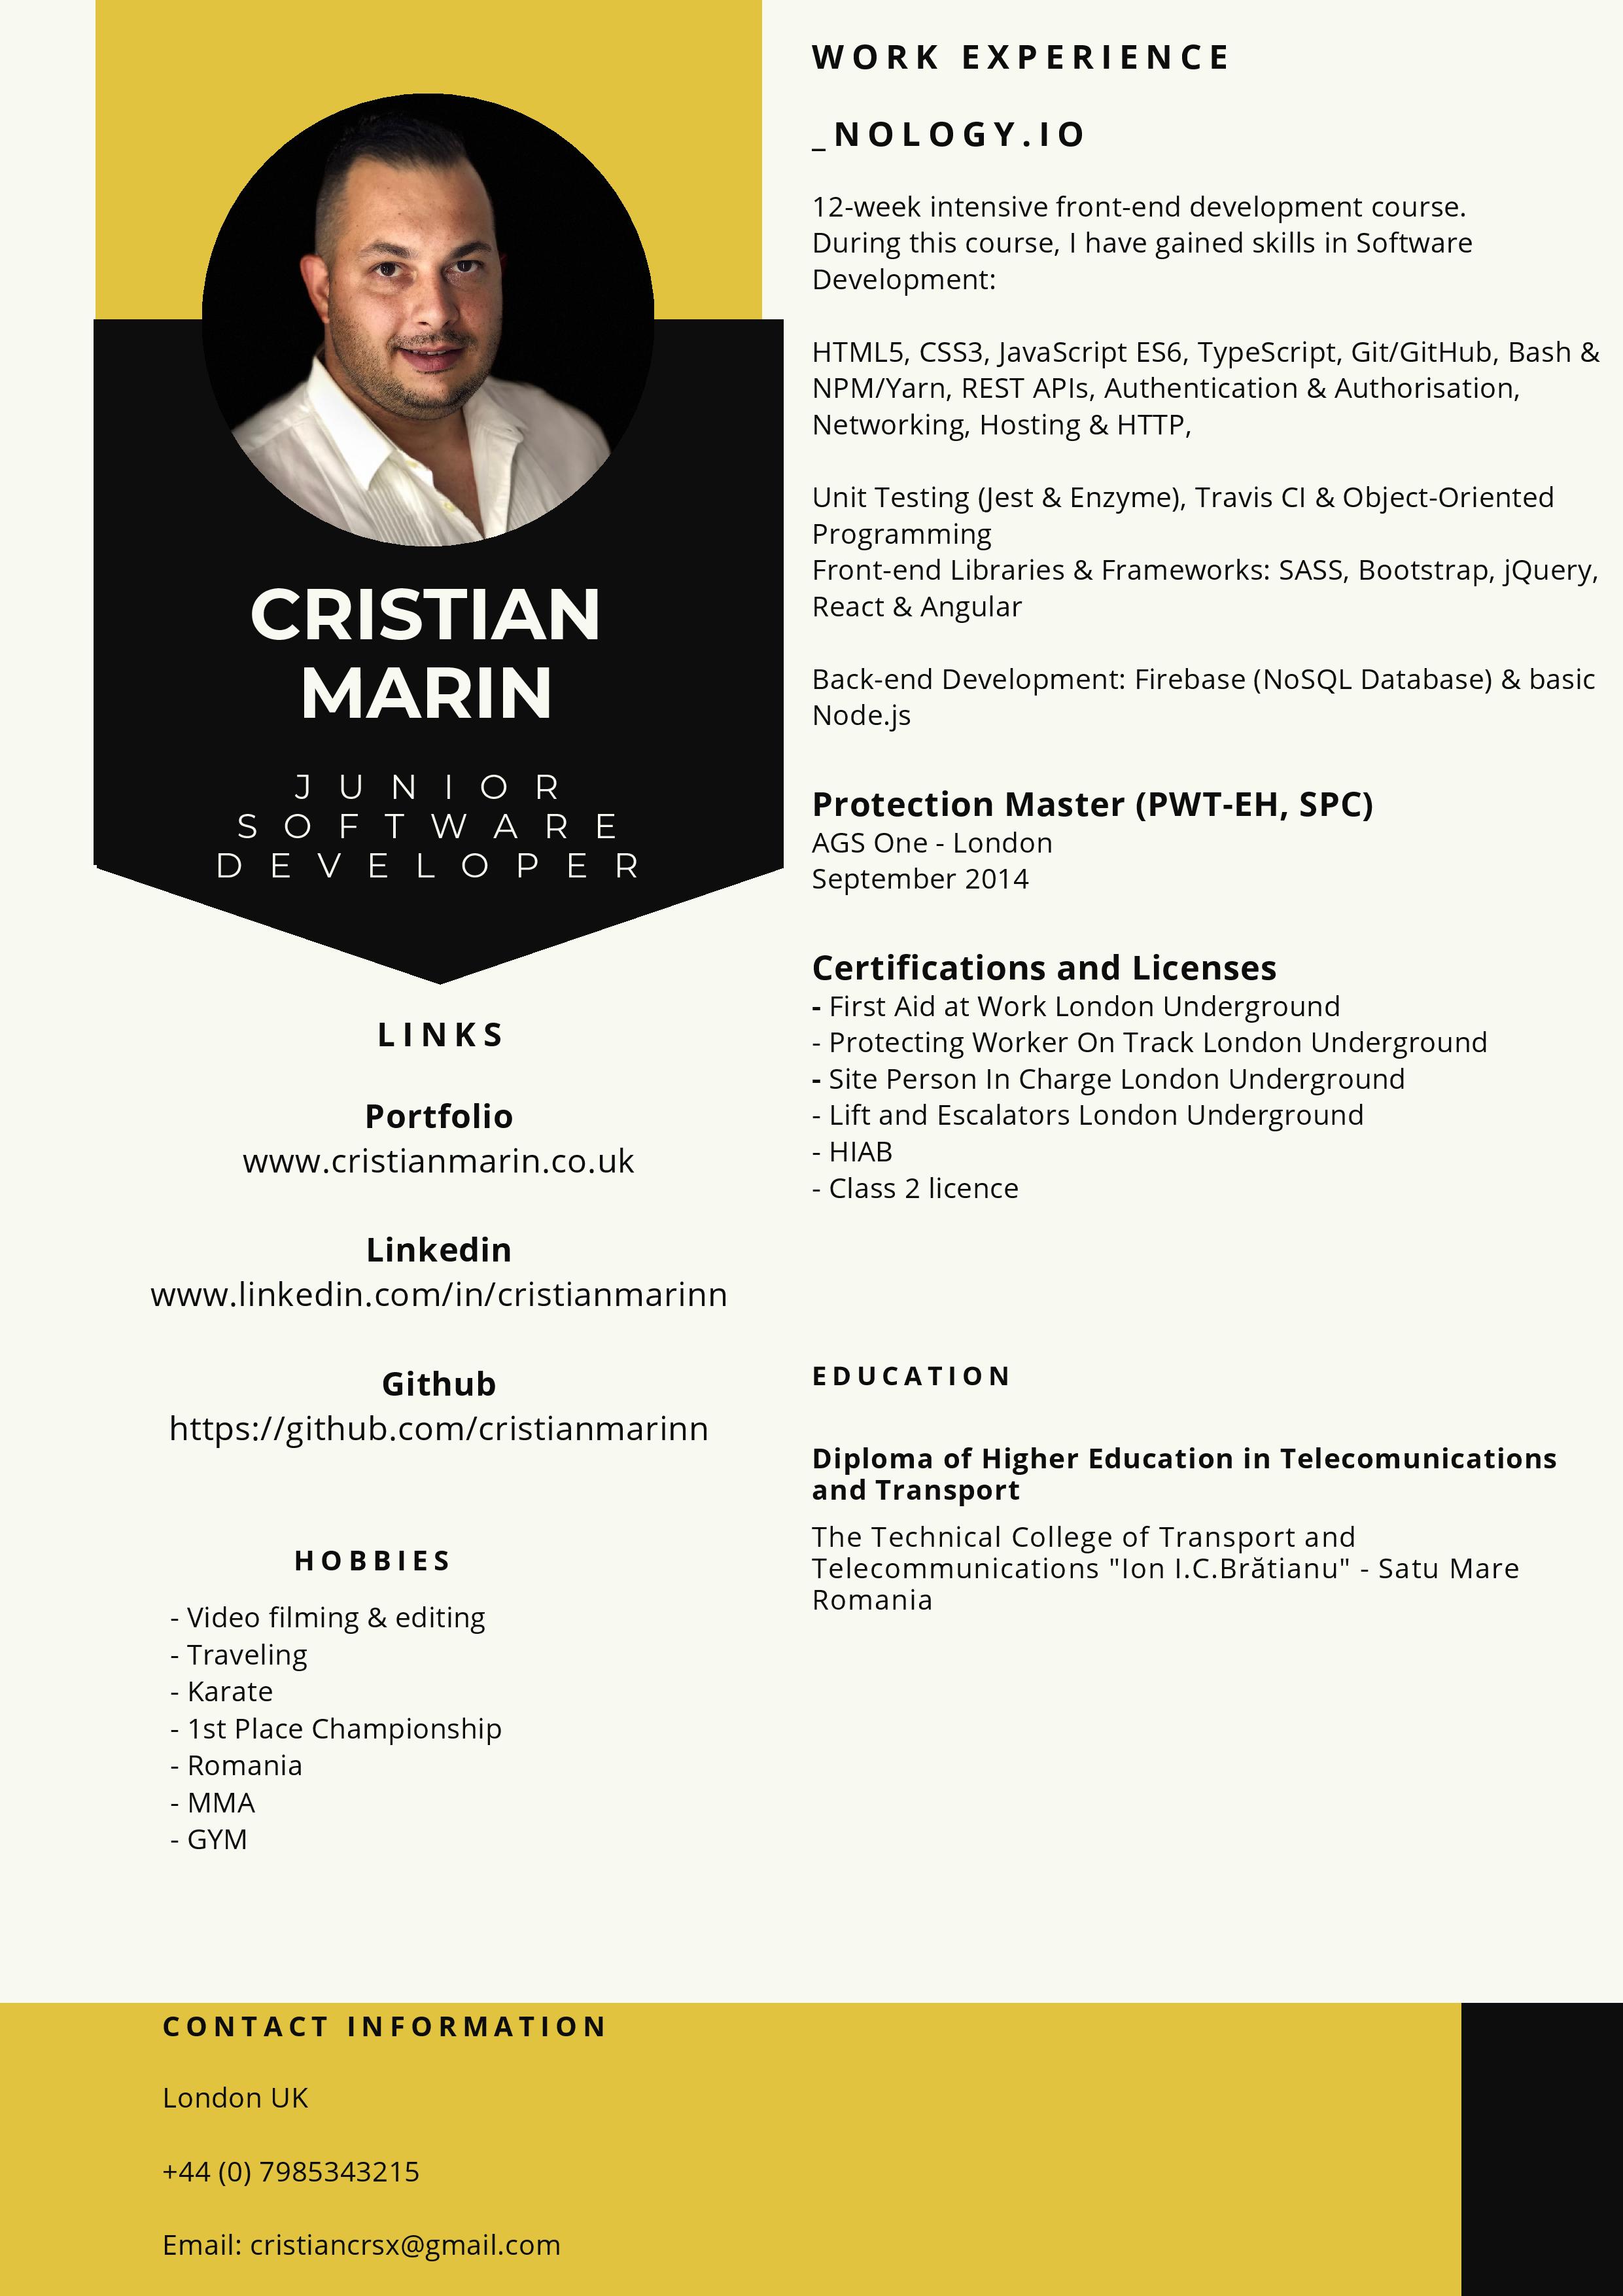 CRISTIAN
MARIN
JUNIOR
SOFTWARE
DEVELOPER
LINKS
Portfolio
www.cristianmarin.co.uk
Linkedin
www.linkedin.com/in/cristianmarinn
Github
https://github.com/cristianmarinn
HOBBIES
- Video filming & editing
- Traveling
- Karate
- 1st Place Championship
- Romania
- MMA
- GYM
WORK EXPERIENCE
_NOLOGY.IO
12-week intensive front-end development course.
During this course, I have gained skills in Software
Development:
HTML5, CSS3, JavaScript ES6, TypeScript, Git/GitHub, Bash &
NPM/Yarn, REST APIs, Authentication & Authorisation,
Networking, Hosting & HTTP,
Unit Testing (Jest & Enzyme), Travis CI & Object-Oriented
Programming
Front-end Libraries & Frameworks: SASS, Bootstrap, jQuery,
React & Angular
Back-end Development: Firebase (NoSQL Database) & basic
Node.js
Protection Master (PWT-EH, SPC)
AGS One - London
September 2014
Certifications and Licenses
- First Aid at Work London Underground
- Protecting Worker On Track London Underground
- Site Person In Charge London Underground
- Lift and Escalators London Underground
- HIAB
- Class 2 licence
EDUCATION
Diploma of Higher Education in Telecomunications
and Transport
The Technical College of Transport and
Telecommunications "Ion I.C.Brătianu" - Satu Mare
Romania
CONTACT INFORMATION
London UK
+44 (0) 7985343215
Email: cristiancrsx@gmail.com